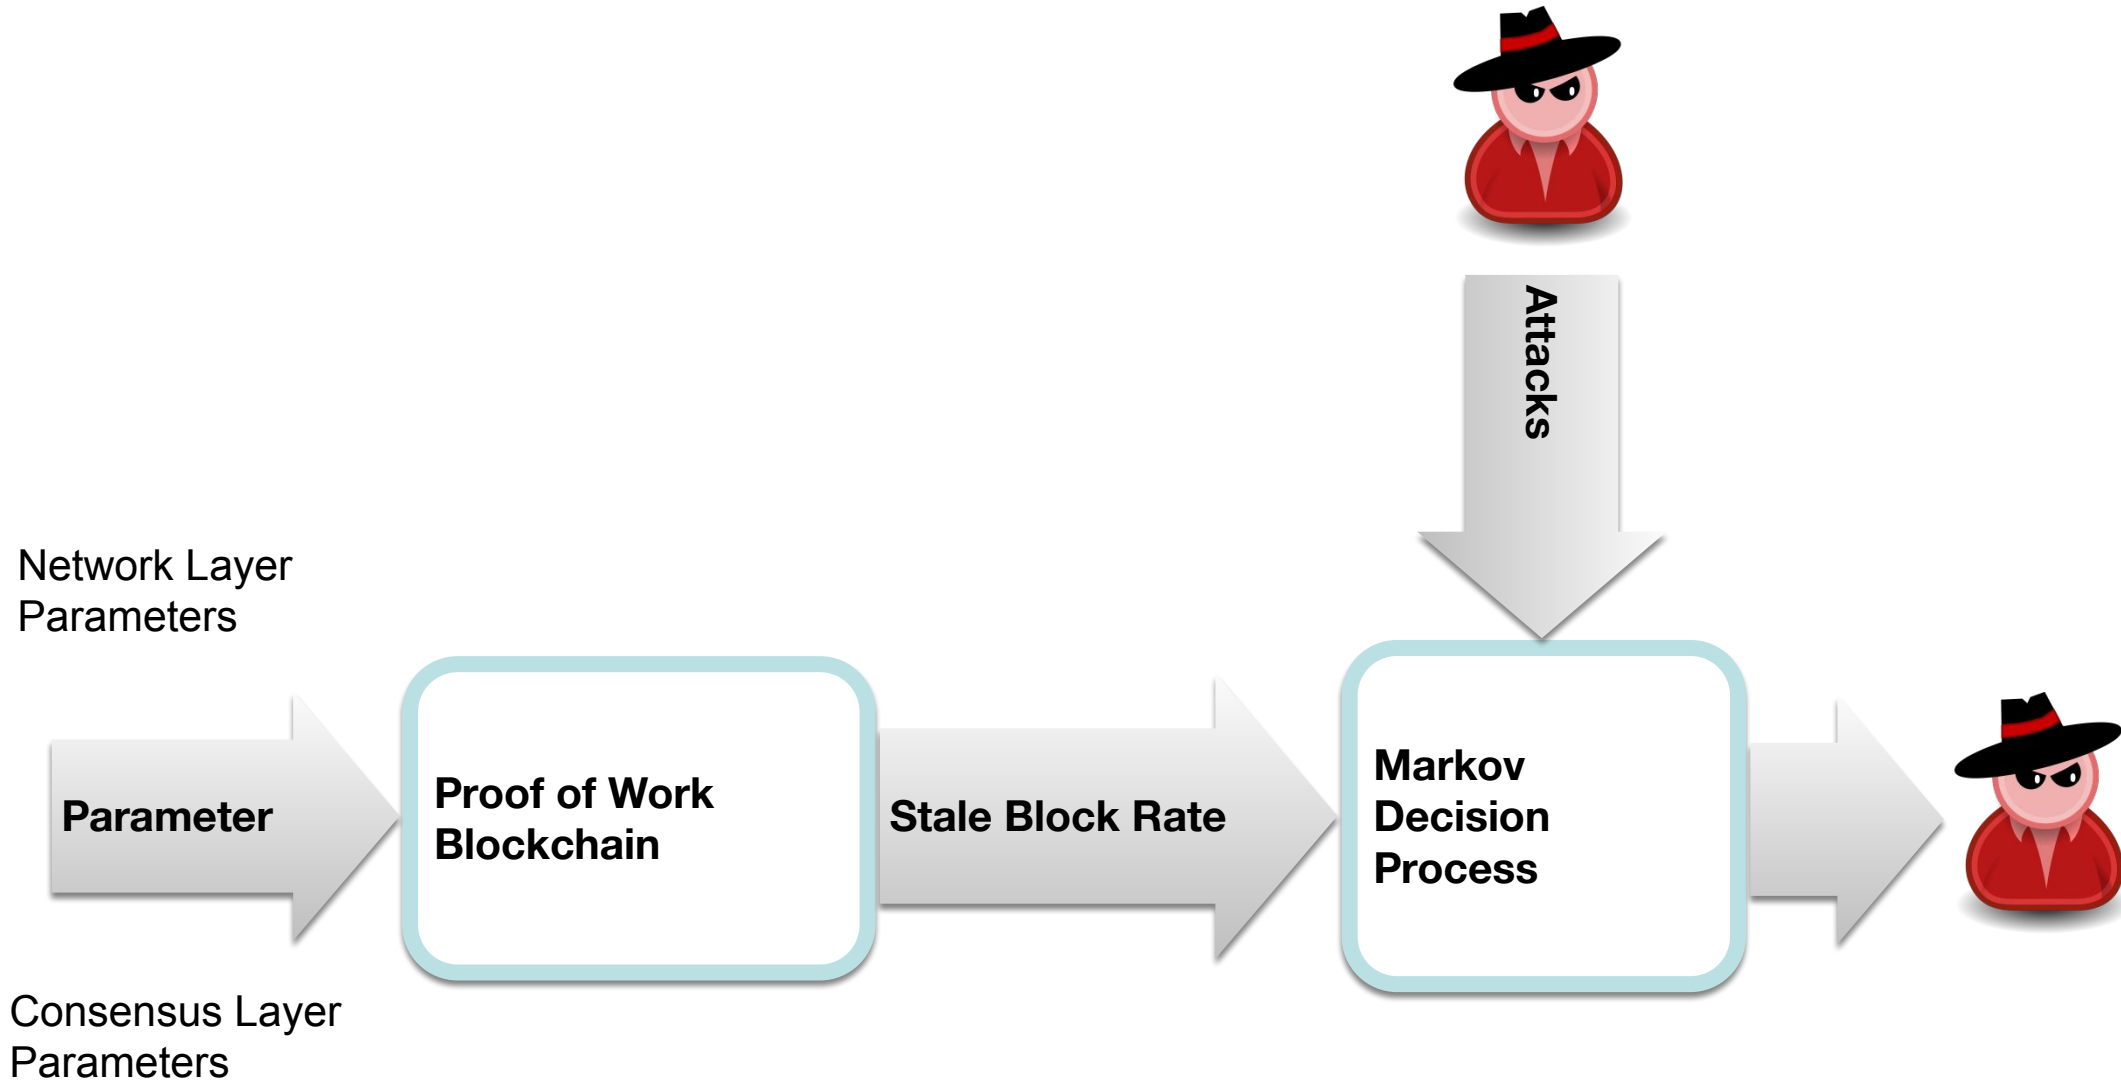 Attacks
Network Layer
Parameters
Parameter
Proof of Work
Blockchain
Stale Block Rate
Markov
Decision
Process
Consensus Layer
Parameters